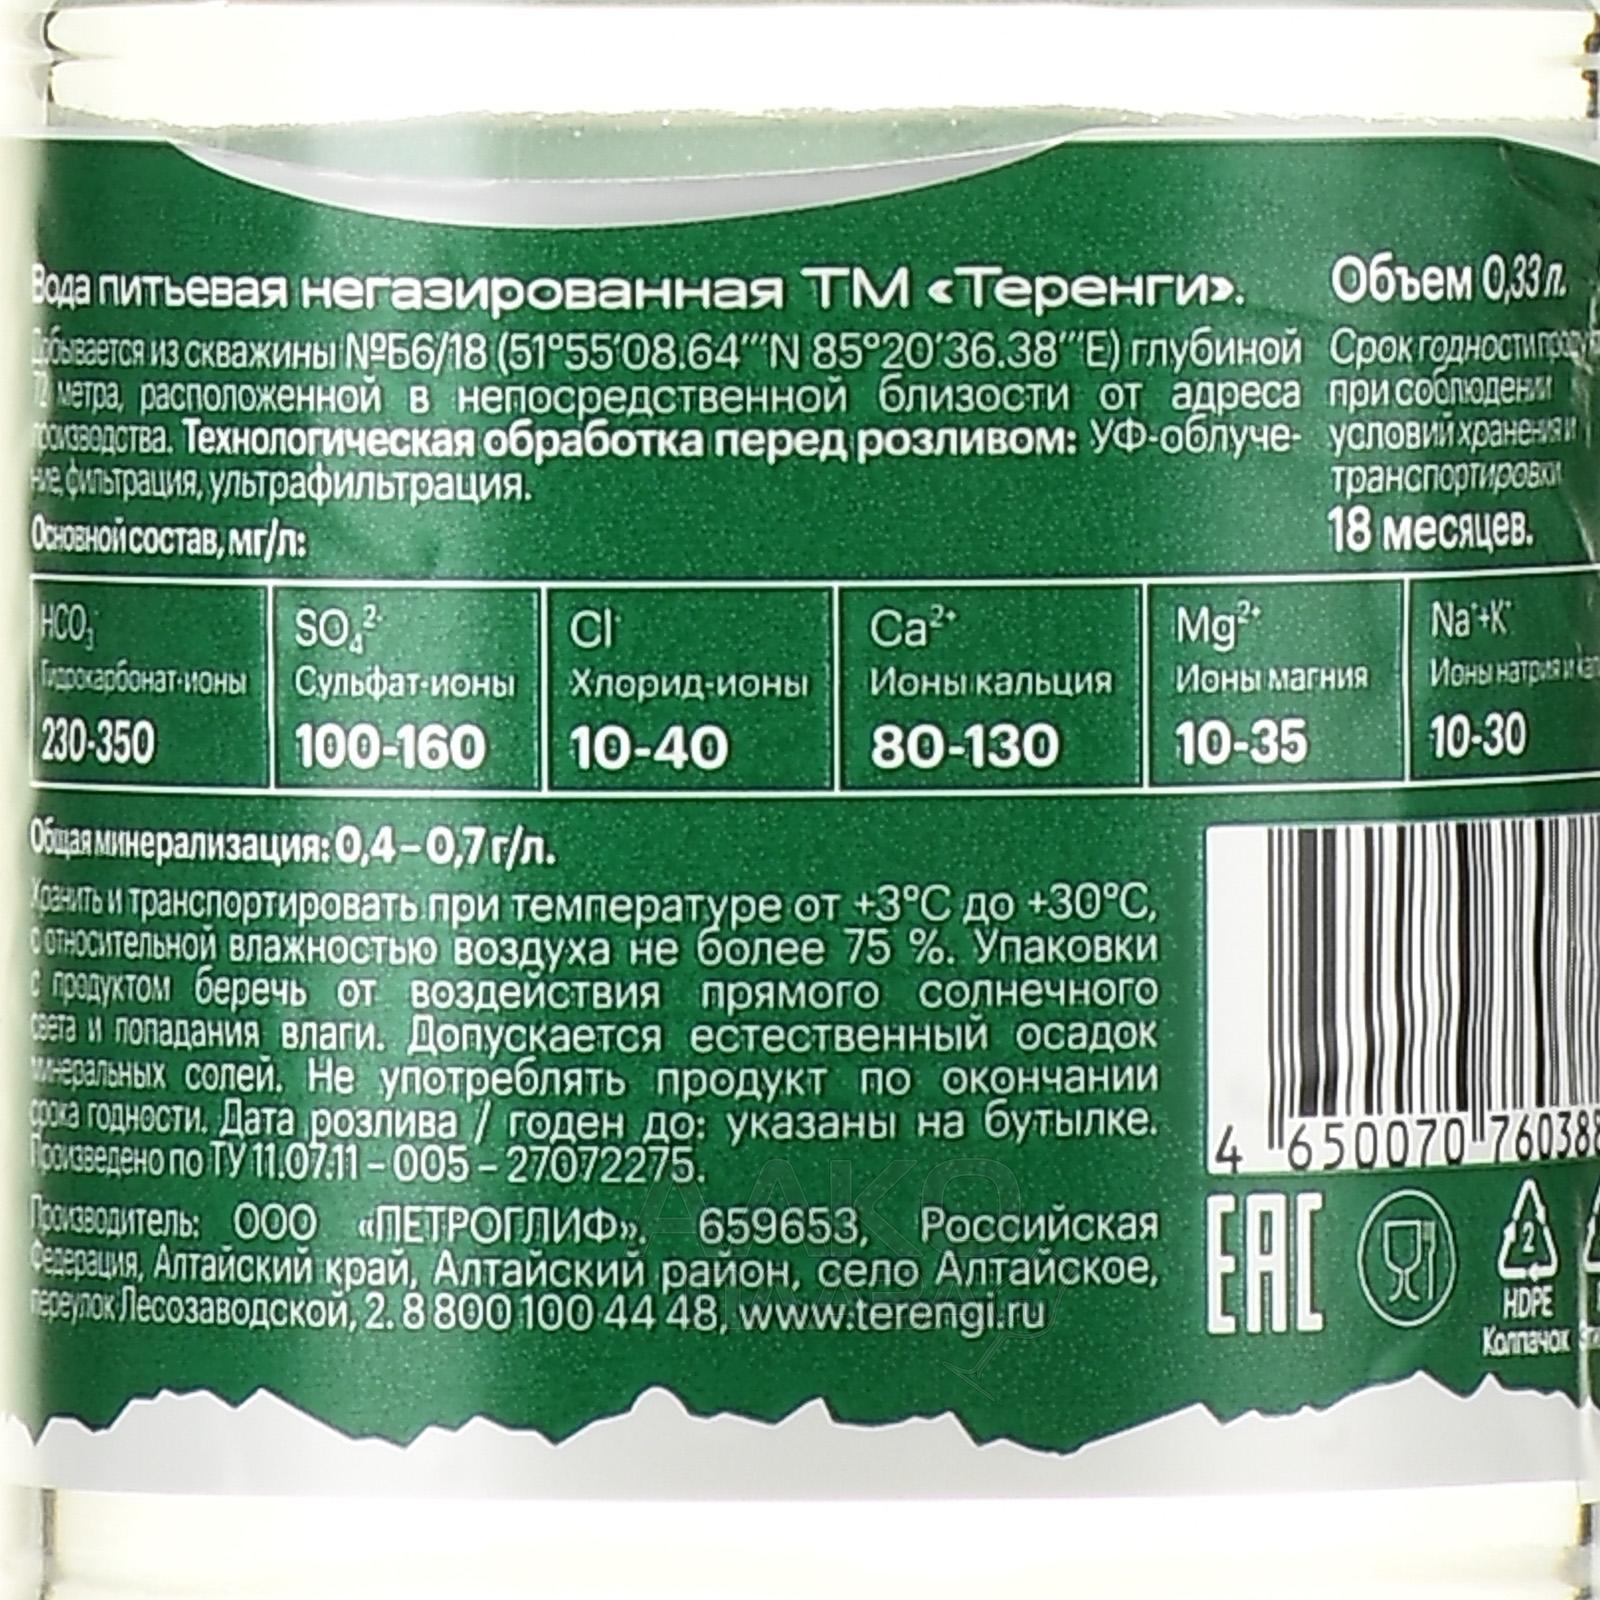 Вода питьевая негазированная ТМ «Теренги».
Добывается из скважины №Б6/18 (51°55'08.64'''N 85°20'36.38'''E) глубиной
72 метра, расположенной в непосредственной близости от адреса
производства. Технологическая обработка перед розливом: УФ-облуче-
ние, фильтрация, ультрафильтрация.
Объем 0,33 л.
Срок годности
при соблюдении
условий хранения и
транспортировки
18 месяцев.
Основной состав, мг/л:
HCO₃⁻ SO₄²⁻ Cl⁻ Ca²⁺ Mg²⁺ Na⁺+K⁺
Гидрокарбонат-ионы Сульфат-ионы Хлорид-ионы Ионы кальция Ионы магния Ионы натрия и
230-350 100-160 10-40 80-130 10-35 10-30
Общая минерализация: 0,4 – 0,7 г/л.
Хранить и транспортировать при температуре от +3°С до +30°С,
с относительной влажностью воздуха не более 75 %. Упаковки
с продуктом беречь от воздействия прямого солнечного
света и попадания влаги. Допускается естественный осадок
минеральных солей. Не употреблять продукт по окончании
срока годности. Дата розлива / годен до: указаны на бутылке.
Произведено по ТУ 11.07.11 – 005 – 27072275.
Производитель: ООО «ПЕТРОГЛИФ». 659653, Российская
Федерация, Алтайский край, Алтайский район, село Алтайское,
переулок Лесозаводской, 2. 8 800 100 44 48, www.terengi.ru
4 650070 760388
EAC
2
HDPE
Колпачок